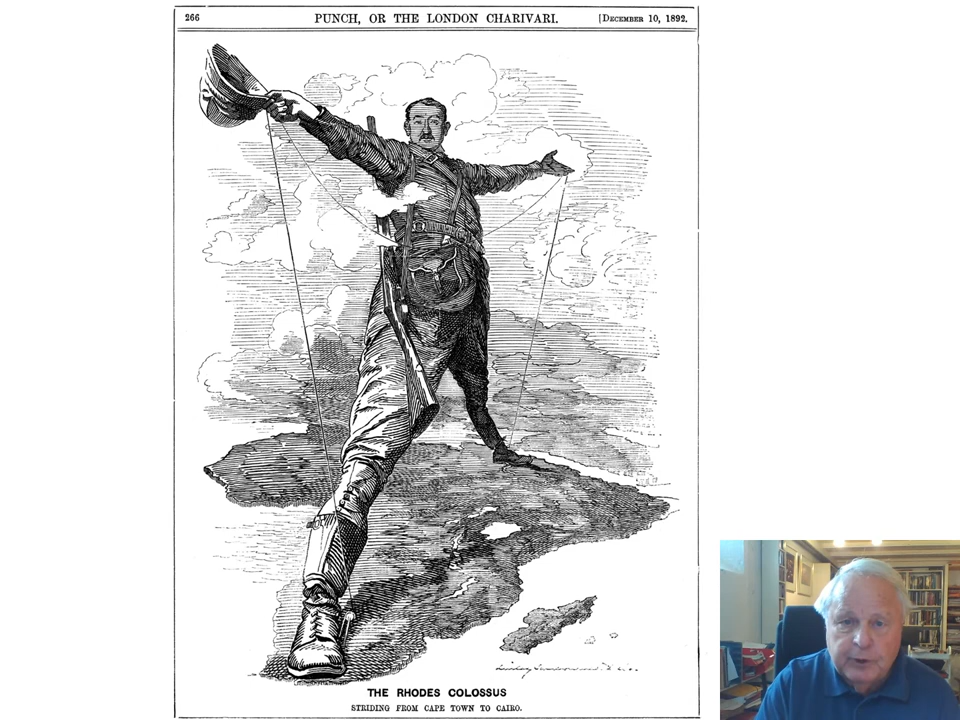 266
PUNCH, OR THE LONDON CHARIVARI.
[December 10, 1892.
THE RHODES COLOSSUS
STRIDING FROM CAPE TOWN TO CAIRO.